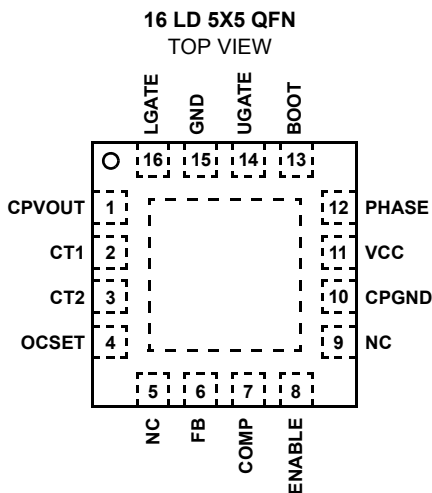 16 LD 5X5 QFN
TOP VIEW
LGATE
GND
UGATE
BOOT
16
15
14
13
CPVOUT 1
12 PHASE
CT1 2
11 VCC
CT2 3
10 CPGND
OCSET 4
9 NC
5
6
7
8
NC
FB
COMP
ENABLE